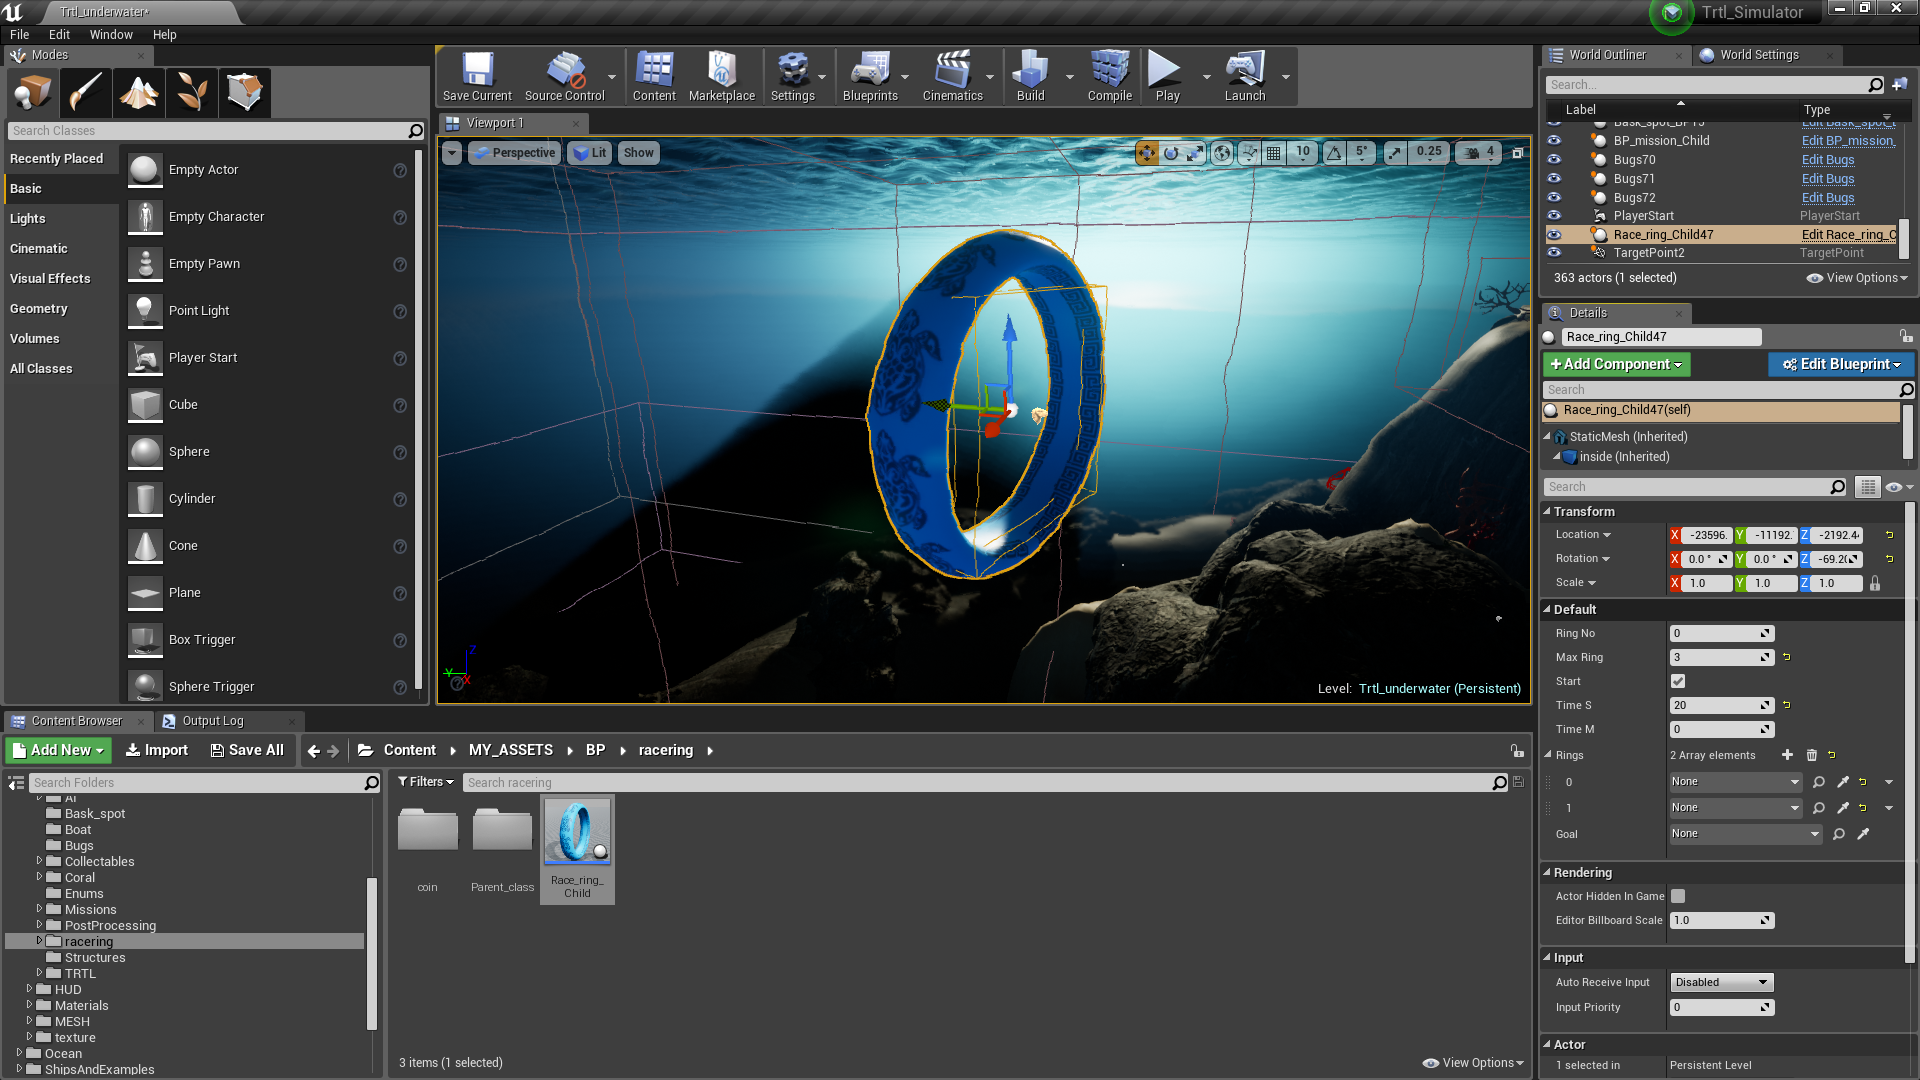 Trtl_underwater*
Trtl_Simulator
File Edit Window Help
Modes
Search Classes
Recently Placed
Basic
Lights
Cinematic
Visual Effects
Geometry
Volumes
All Classes
Empty Actor
Empty Character
Empty Pawn
Point Light
Player Start
Cube
Sphere
Cylinder
Cone
Plane
Box Trigger
Sphere Trigger
Save Current Source Control Content Marketplace Settings Blueprints Cinematics Build Compile Play Launch
Viewport 1
Perspective Lit Show
10 5° 0.25 4
Z
Y
X
Level: Trtl_underwater (Persistent)
World Outliner World Settings
Search...
Label Type
Bask_spot_BP15 Edit Bask_spot_
BP_mission_Child Edit BP_mission_
Bugs70 Edit Bugs
Bugs71 Edit Bugs
Bugs72 Edit Bugs
PlayerStart PlayerStart
Race_ring_Child47 Edit Race_ring_C
TargetPoint2 TargetPoint
363 actors (1 selected) View Options
Details
Race_ring_Child47
Add Component Edit Blueprint
Search
Race_ring_Child47(self)
StaticMesh (Inherited)
inside (Inherited)
Search
Transform
Location X -23596. Y -11192. Z -2192.4
Rotation X 0.0 ° Y 0.0 ° Z -69.20
Scale X 1.0 Y 1.0 Z 1.0
Default
Ring No 0
Max Ring 3
Start
Time S 20
Time M 0
Rings 2 Array elements
0 None
1 None
Goal None
Rendering
Actor Hidden In Game
Editor Billboard Scale 1.0
Input
Auto Receive Input Disabled
Input Priority 0
Actor
1 selected in Persistent Level
Content Browser Output Log
Add New Import Save All Content MY_ASSETS BP racering
Search Folders
AI
Bask_spot
Boat
Bugs
Collectables
Coral
Enums
Missions
PostProcessing
racering
Structures
TRTL
HUD
Materials
MESH
texture
Ocean
ShipsAndExamples
Filters Search racering
coin
Parent_class
Race_ring_
Child
3 items (1 selected) View Options